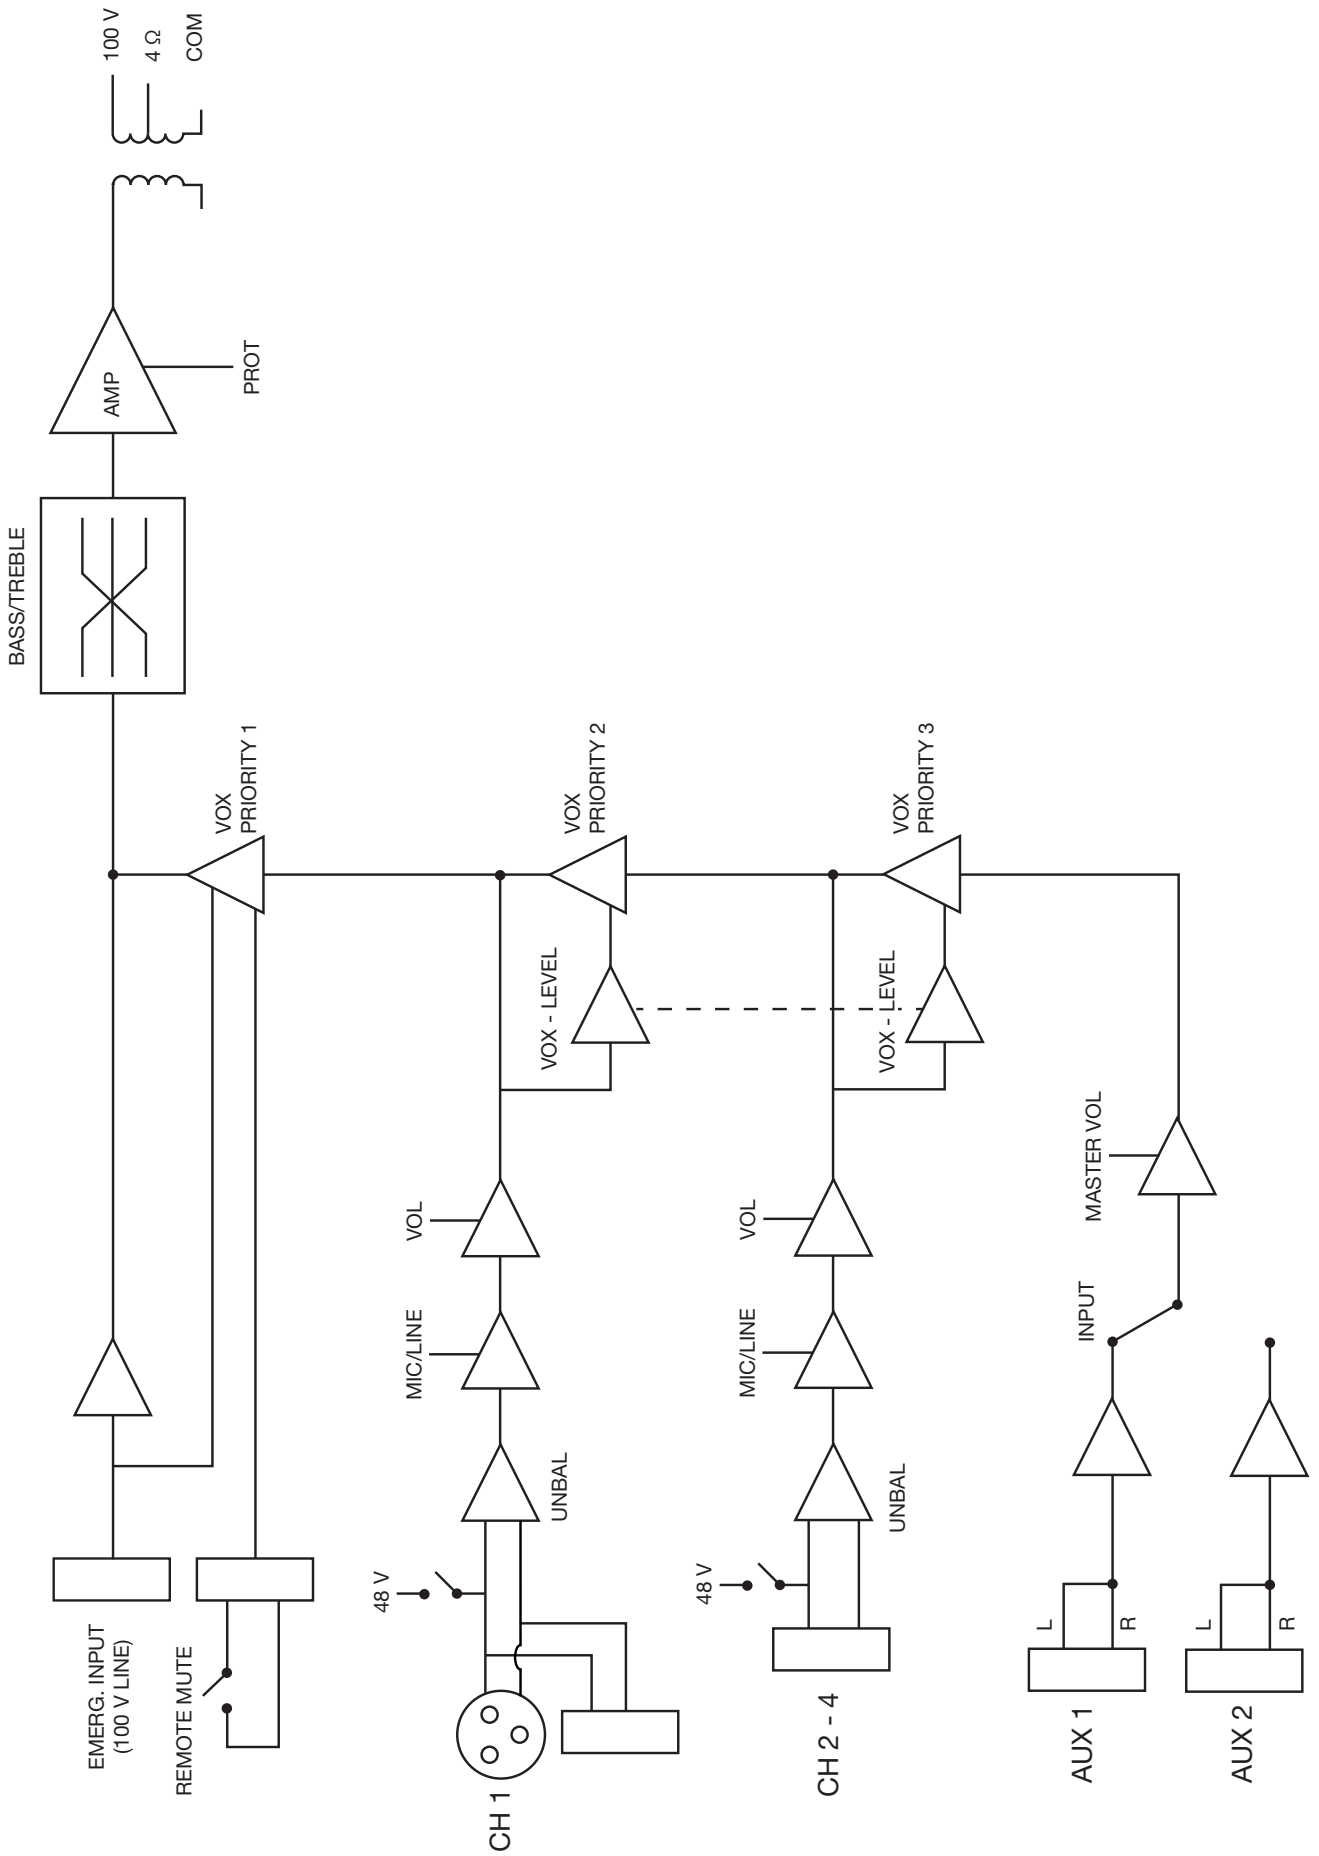 EMERG. INPUT
(100 V LINE)
REMOTE MUTE
VOX
PRIORITY 1
BASS/TREBLE
AMP
PROT
100 V
4 Ω
COM
CH 1
48 V
UNBAL
MIC/LINE
VOL
VOX - LEVEL
VOX
PRIORITY 2
CH 2 - 4
48 V
UNBAL
MIC/LINE
VOL
VOX - LEVEL
VOX
PRIORITY 3
AUX 1
L
R
INPUT
MASTER VOL
AUX 2
L
R